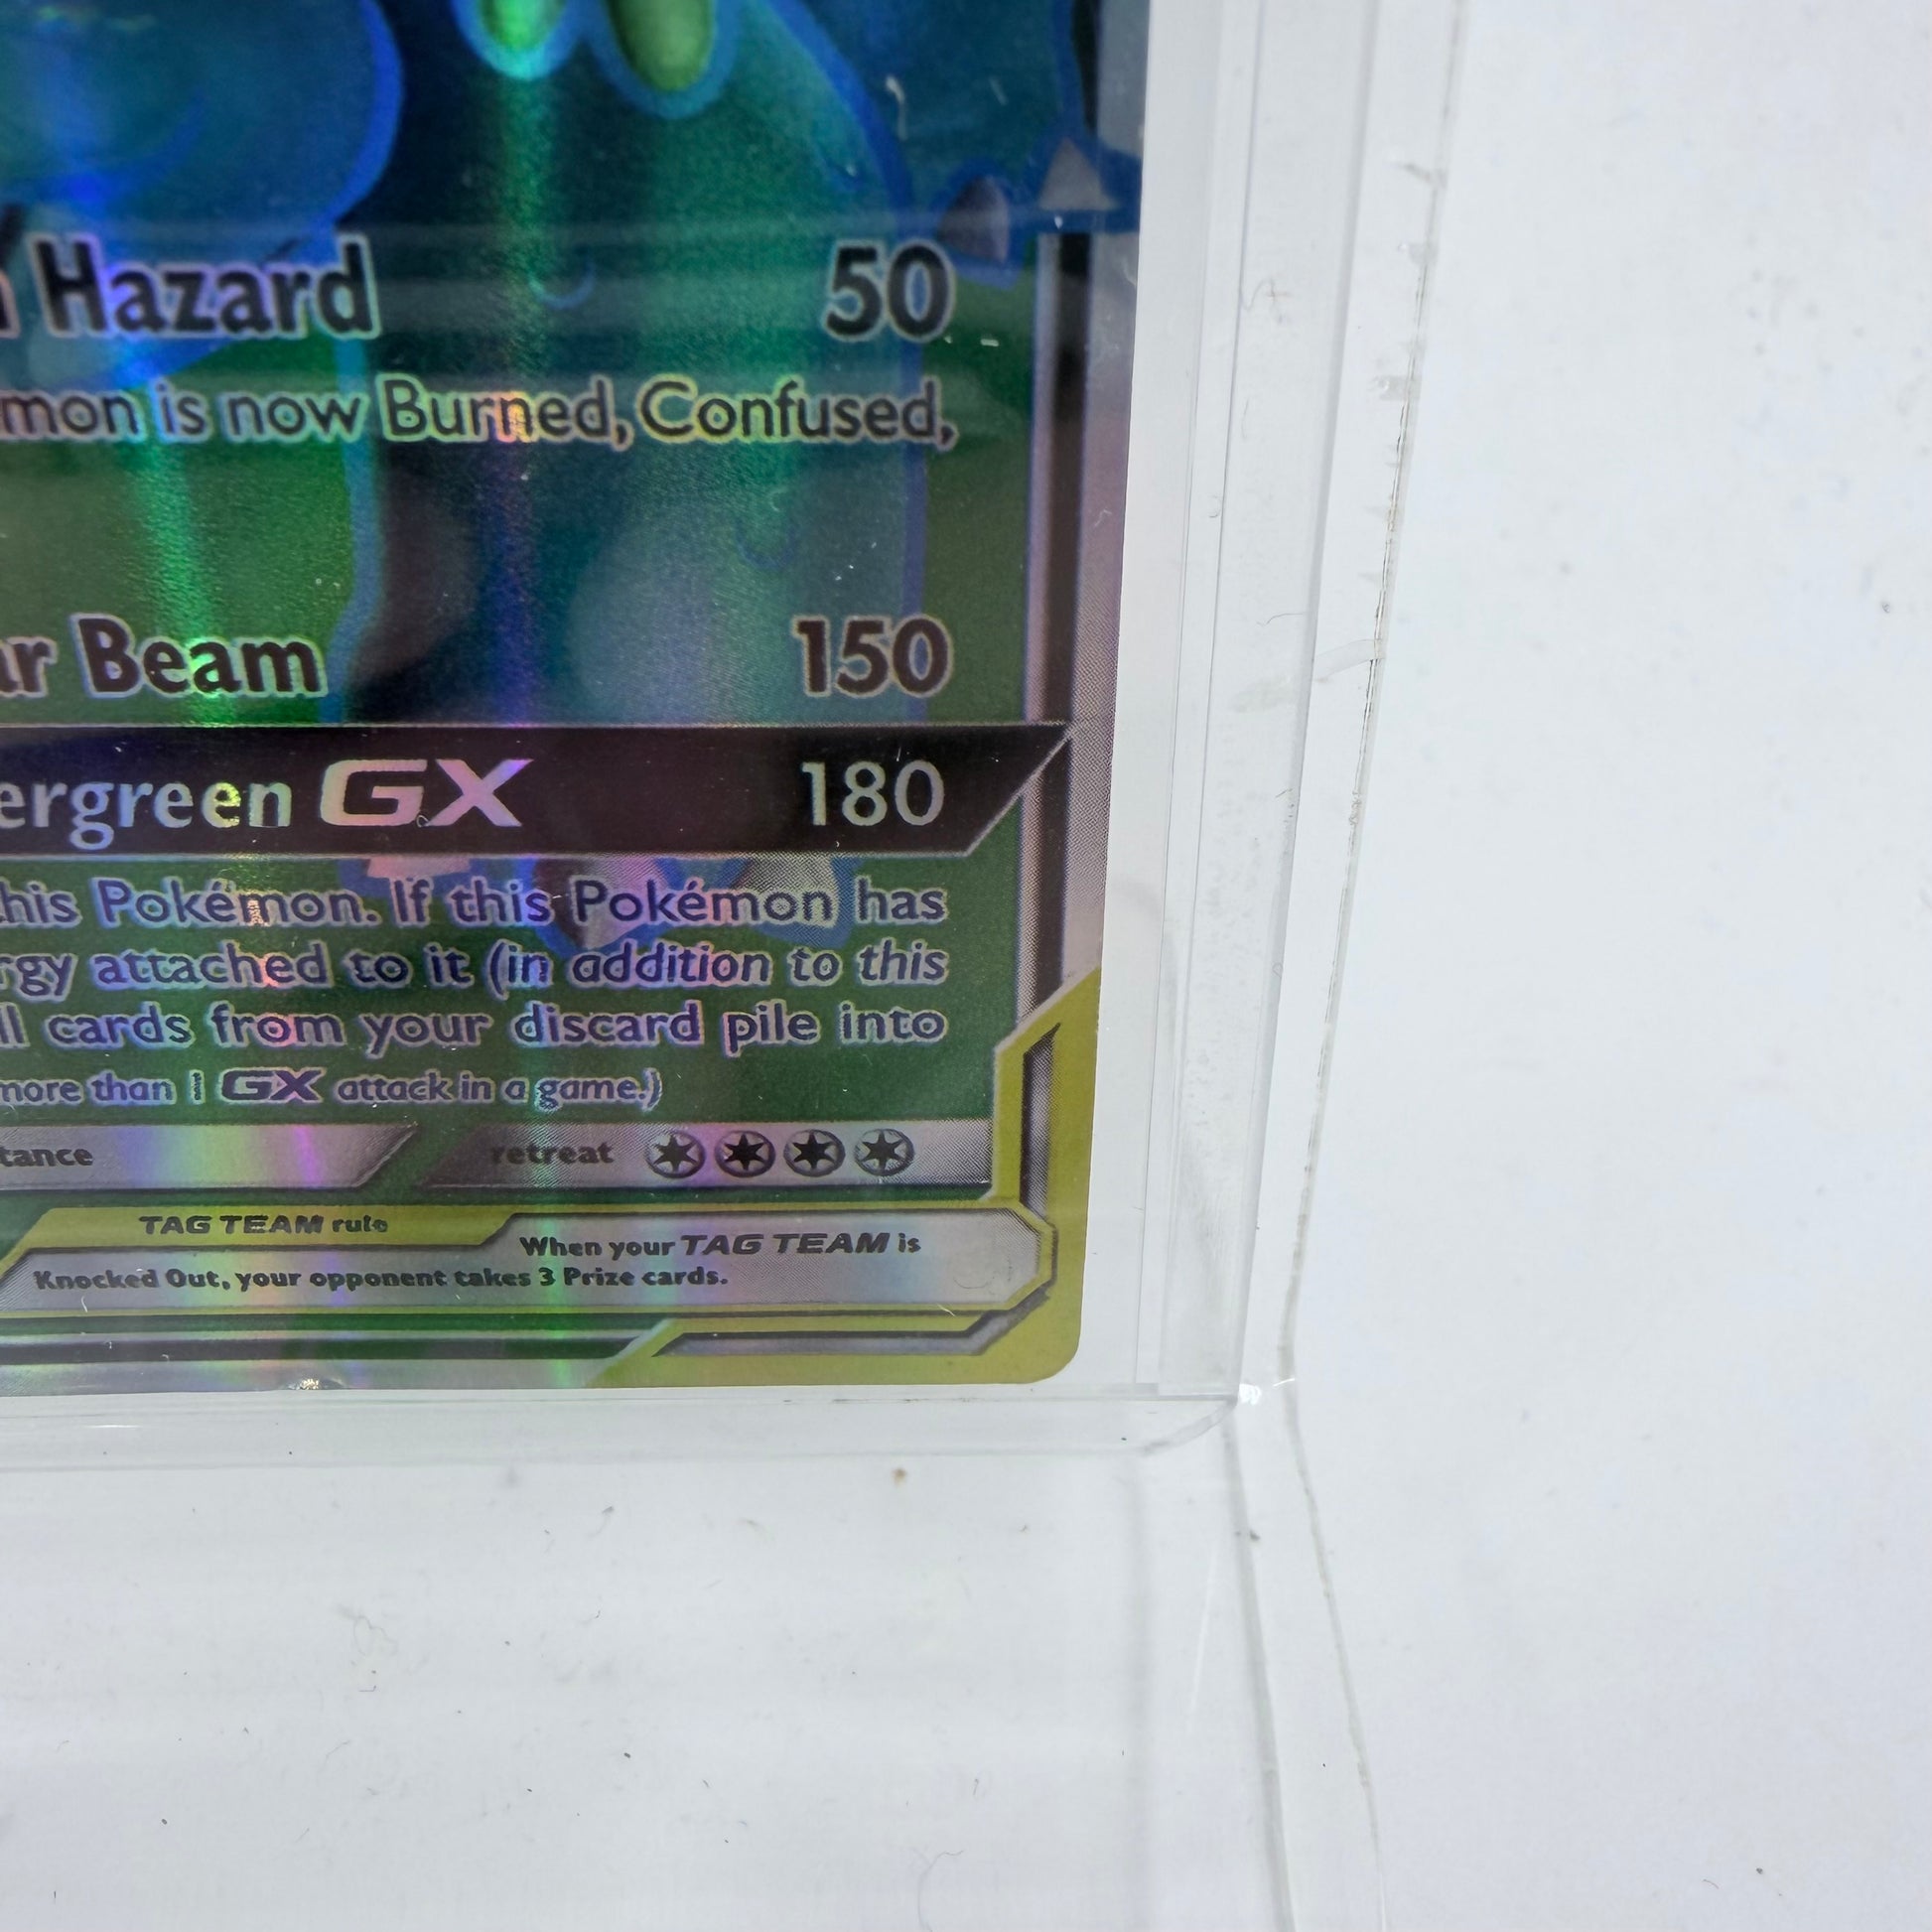 Hazard 50
mon is now Burned, Confused,
Beam 150
ergreen GX 180
his Pokémon. If this Pokémon has
rgy attached to it (in addition to this
ll cards from your discard pile into
more than 1 GX attack in a game.)
tance retreat
TAG TEAM rule When your TAG TEAM is
Knocked Out, your opponent takes 3 Prize cards.